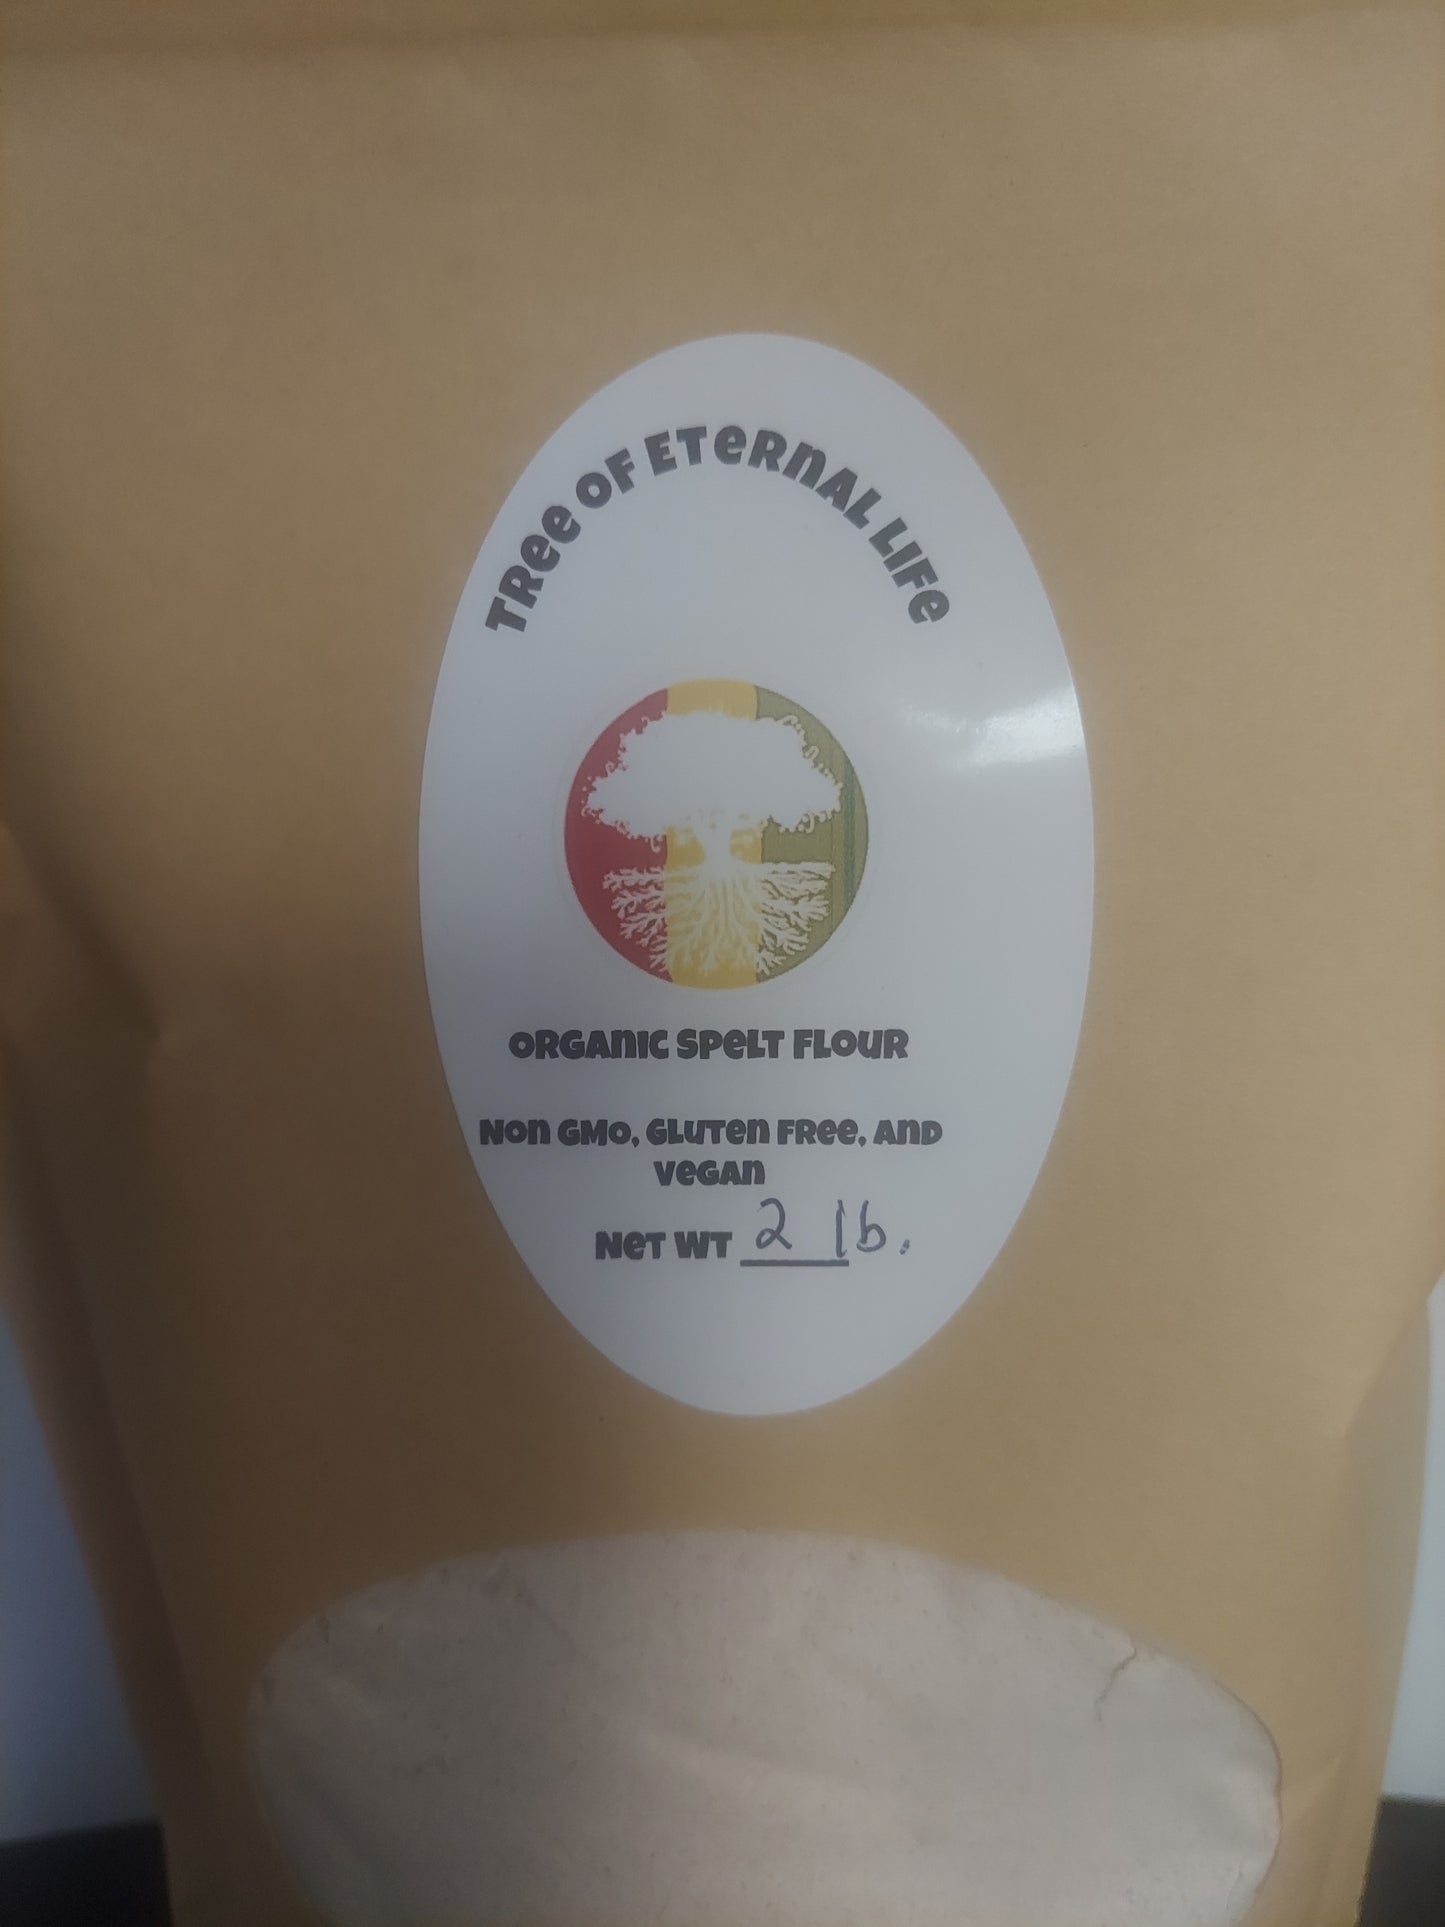 Tree of Eternal Life
Organic Spelt Flour
Non GMO, Gluten Free, and
Vegan
Net Wt 2 lb.